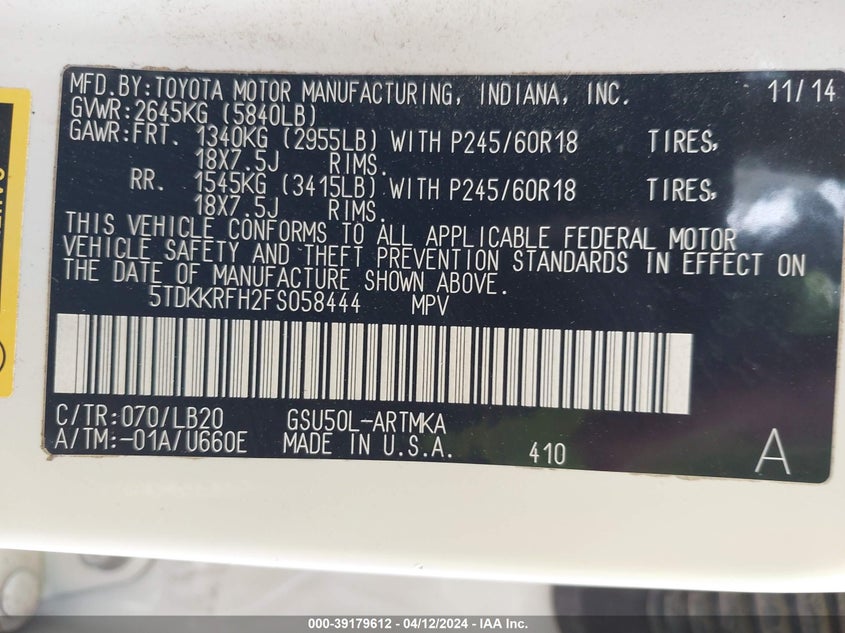 MFD.BY:TOYOTA MOTOR MANUFACTURING, INDIANA, INC. 11/14
GVWR:2645KG (5840LB)
GAWR:FRT. 1340KG (2955LB) WITH P245/60R18 TIRES,
18X7.5J RIMS.
RR. 1545KG (3415LB) WITH P245/60R18 TIRES,
18X7.5J RIMS.
THIS VEHICLE CONFORMS TO ALL APPLICABLE FEDERAL MOTOR
VEHICLE SAFETY AND THEFT PREVENTION STANDARDS IN EFFECT ON
THE DATE OF MANUFACTURE SHOWN ABOVE.
5TDKKRFH2FS058444 MPV
C/TR:070/LB20 GSU50L-ARTMKA
A/TM:-01A/U660E MADE IN U.S.A. 410 A
000-39179612 - 04/12/2024 - IAA Inc.